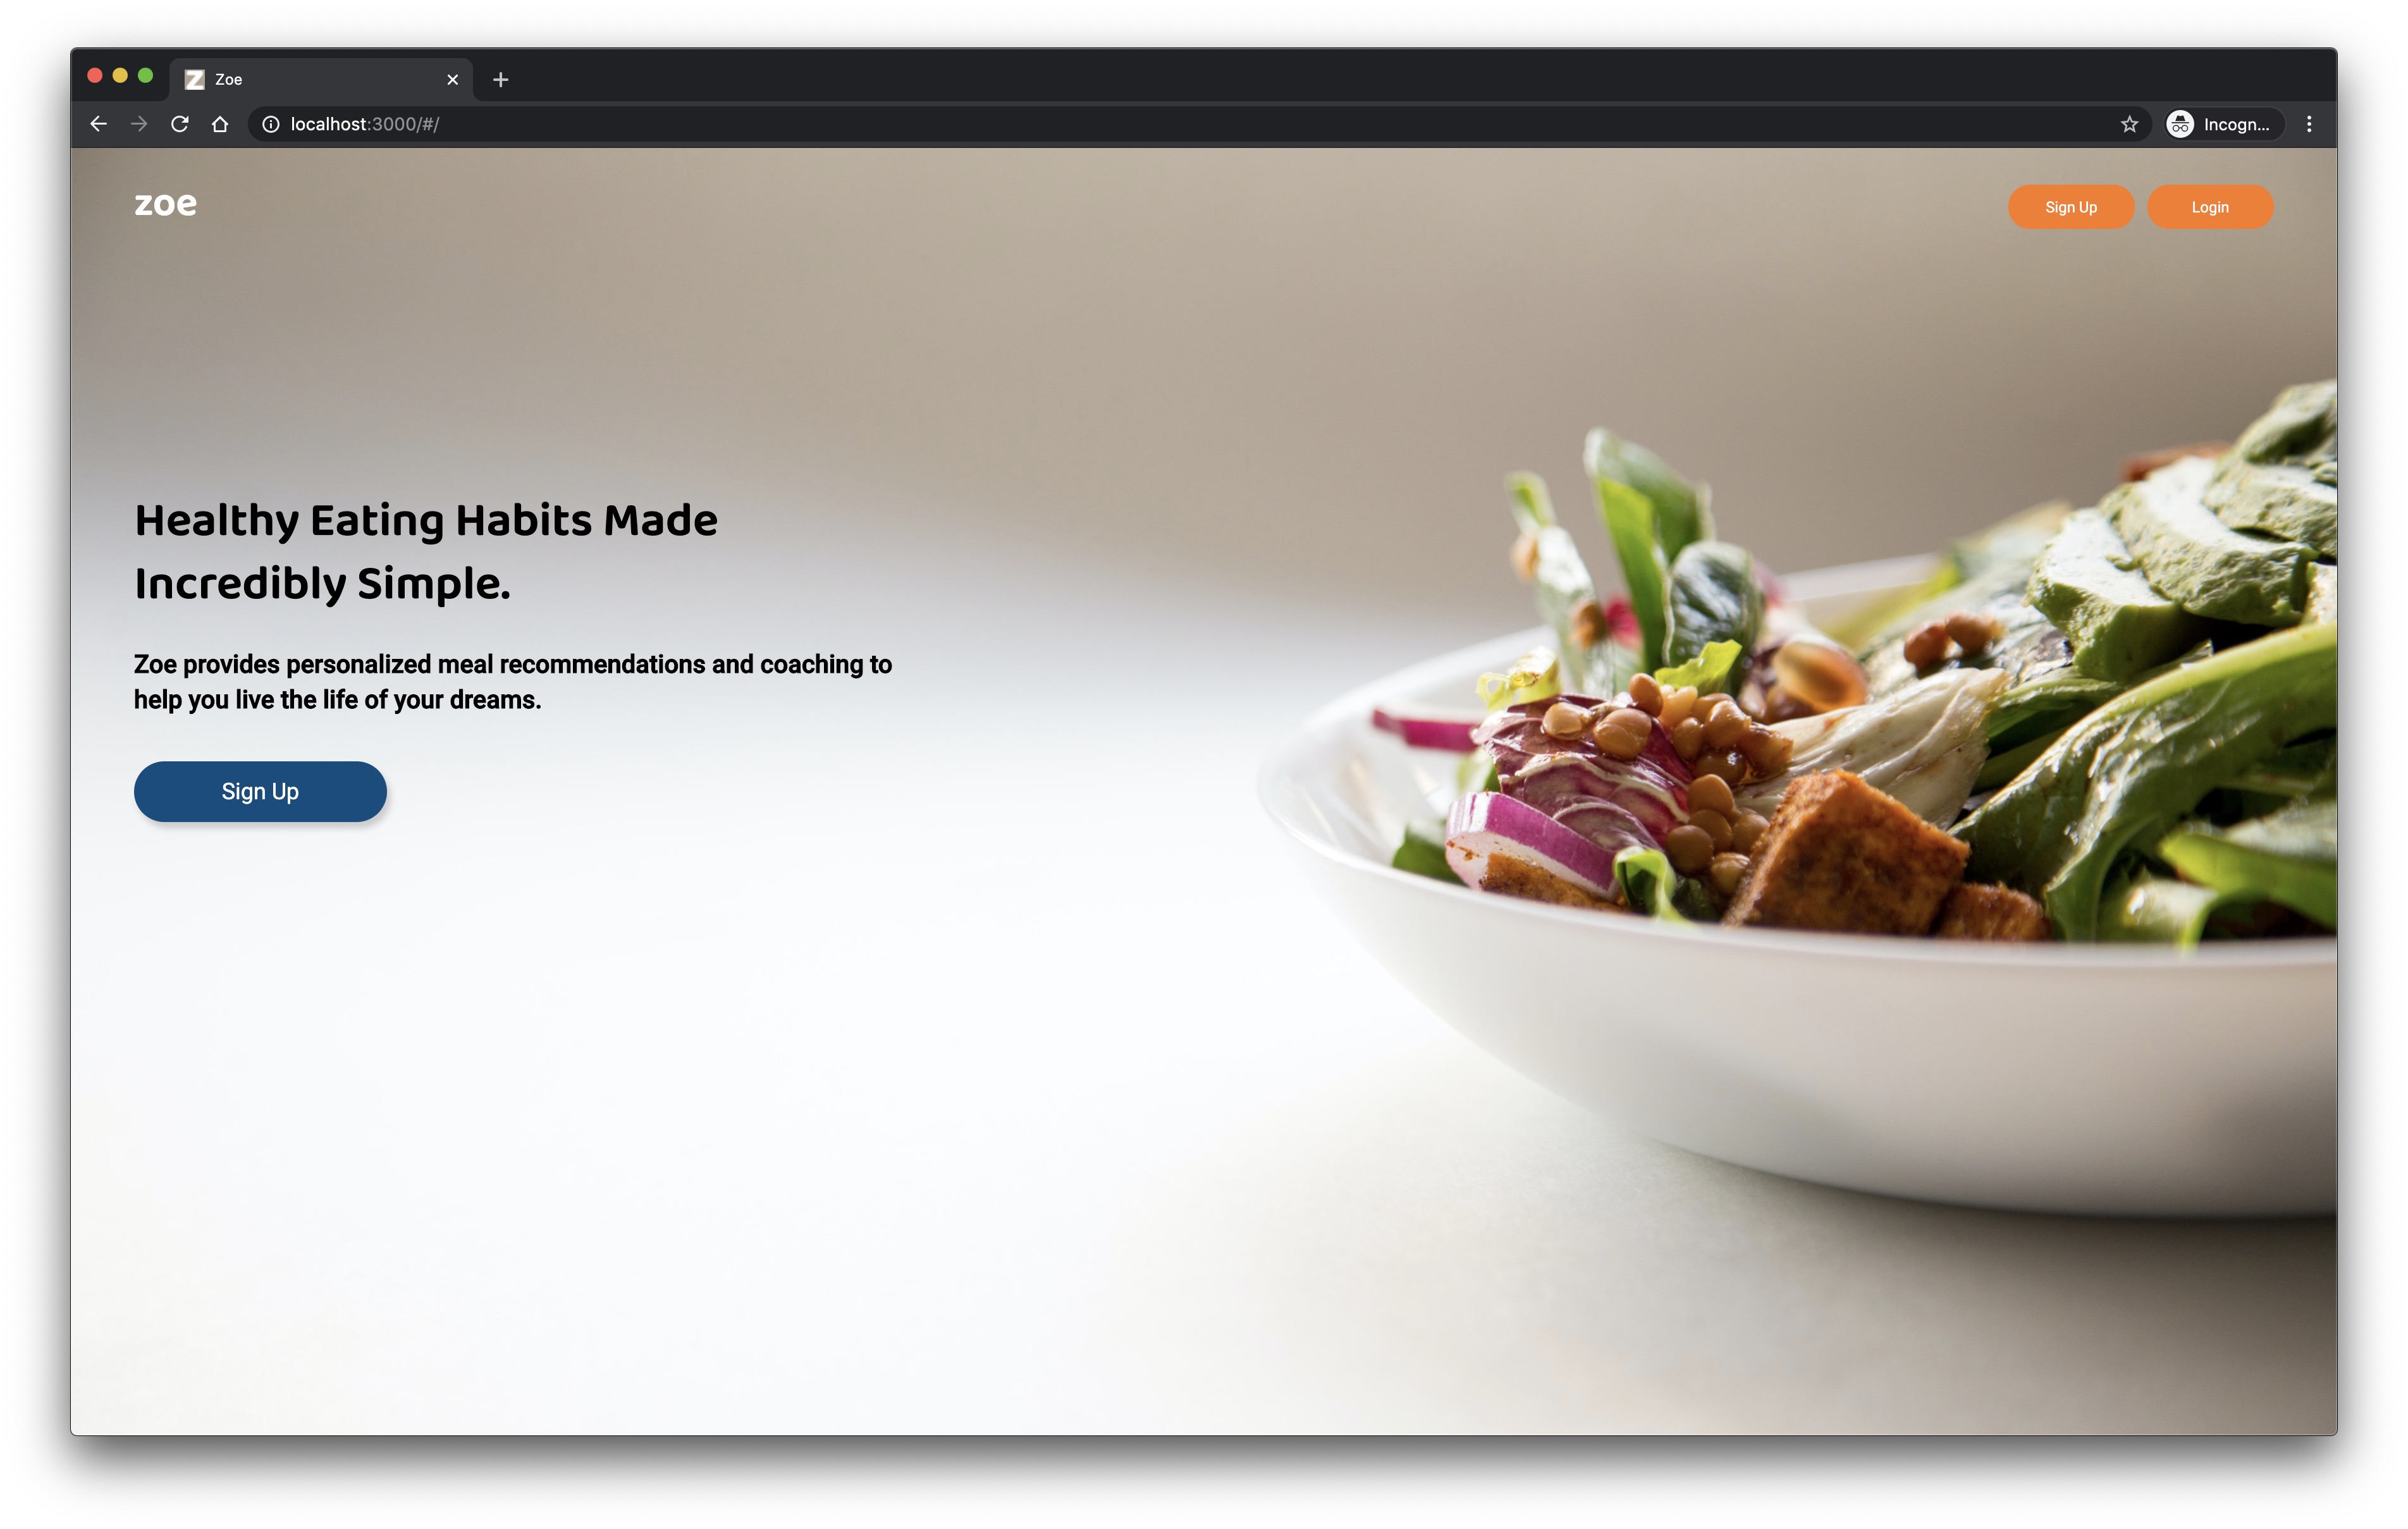 Zoe
localhost:3000/#/
Incogn...
zoe
Sign Up
Login
Healthy Eating Habits Made
Incredibly Simple.
Zoe provides personalized meal recommendations and coaching to
help you live the life of your dreams.
Sign Up